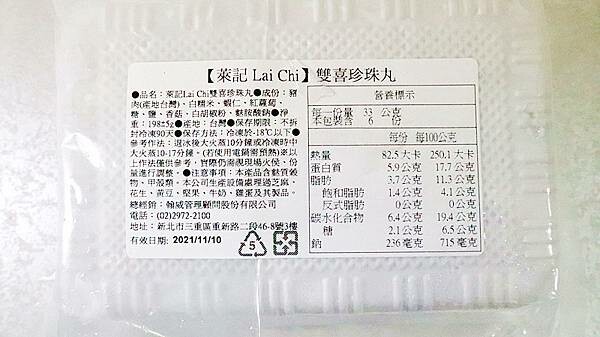 【萊記 Lai Chi】雙喜珍珠丸
●品名：萊記Lai Chi雙喜珍珠丸●成份：豬
肉(產地台灣)、白糯米、蝦仁、紅蘿蔔、
糖、鹽、香菇、白胡椒粉、麩胺酸鈉●淨
重：198±5g●產地：台灣●保存期限：不拆
封冷凍90天●保存方法：冷凍於-18℃以下●
參考作法：退冰後大火蒸10分鐘或冷凍時中
大火蒸10-17分鐘。(若使用電鍋需預熱)※以
上作法僅供參考，實際仍需視現場火侯、份
量進行調整。●注意事項：本產品含麩質穀
物、甲殼類。本公司生產設備處理過芝麻、
花生、黃豆、堅果、牛奶、雞蛋及其製品。
總經銷：翰威管理顧問股份有限公司
電話：(02)2972-2100
地址：新北市三重區重新路二段46-8號3樓
有效日期: 2021/11/10
5
營養標示
每一份量 33 公克
本包裝含 6 份
每份 每100公克
熱量 82.5 大卡 250.1 大卡
蛋白質 5.9 公克 17.7 公克
脂肪 3.7 公克 11.3 公克
飽和脂肪 1.4 公克 4.1 公克
反式脂肪 0 公克 0 公克
碳水化合物 6.4 公克 19.4 公克
糖 2.1 公克 6.5 公克
鈉 236 毫克 715 毫克